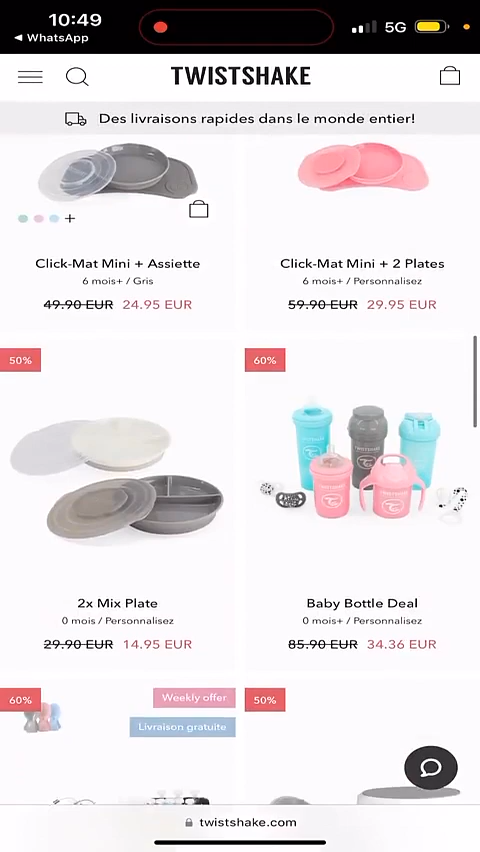 10:49
5G
◄ WhatsApp
TWISTSHAKE
Des livraisons rapides dans le monde entier!
+
Click-Mat Mini + Assiette
6 mois+ / Gris
49.90 EUR 24.95 EUR
Click-Mat Mini + 2 Plates
6 mois+ / Personnalisez
59.90 EUR 29.95 EUR
50%
60%
TWISTSHAKE
TWISTSHAKE
2x Mix Plate
0 mois / Personnalisez
29.90 EUR 14.95 EUR
Baby Bottle Deal
0 mois+ / Personnalisez
85.90 EUR 34.36 EUR
60%
Weekly offer
Livraison gratuite
50%
twistshake.com